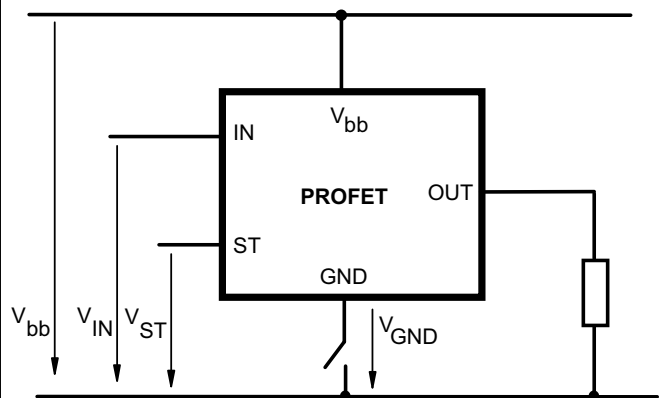 Vbb
IN
PROFET
OUT
ST
GND
Vbb
VIN
VST
VGND